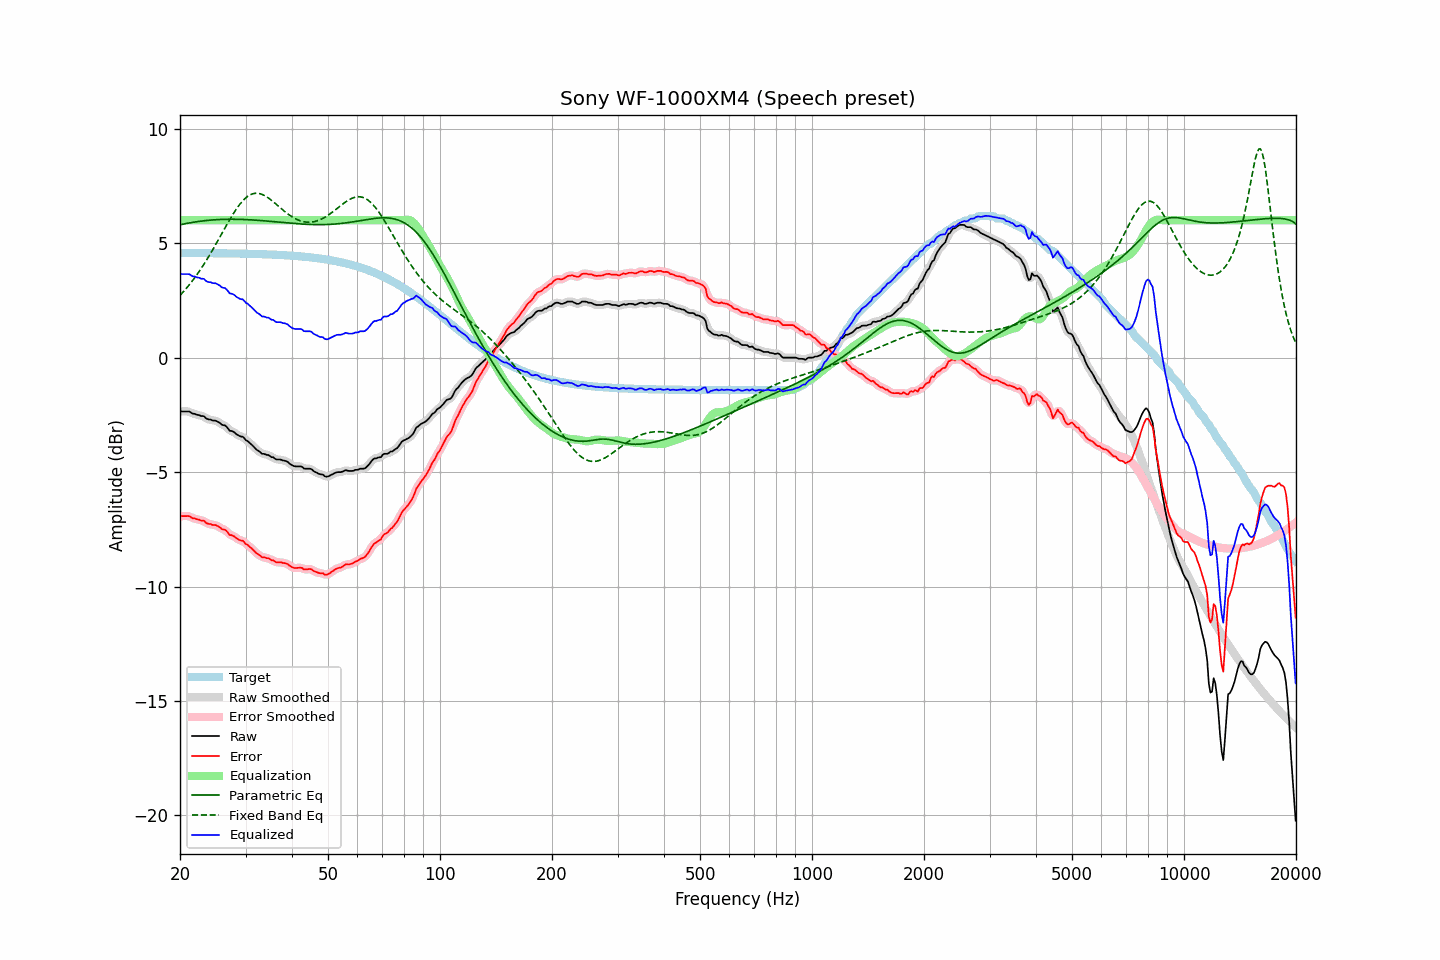 Sony WF-1000XM4 (Speech preset)
Amplitude (dBr)
10
5
0
−5
−10
−15
−20
Target
Raw Smoothed
Error Smoothed
Raw
Error
Equalization
Parametric Eq
Fixed Band Eq
Equalized
20 50 100 200 500 1000 2000 5000 10000 20000
Frequency (Hz)